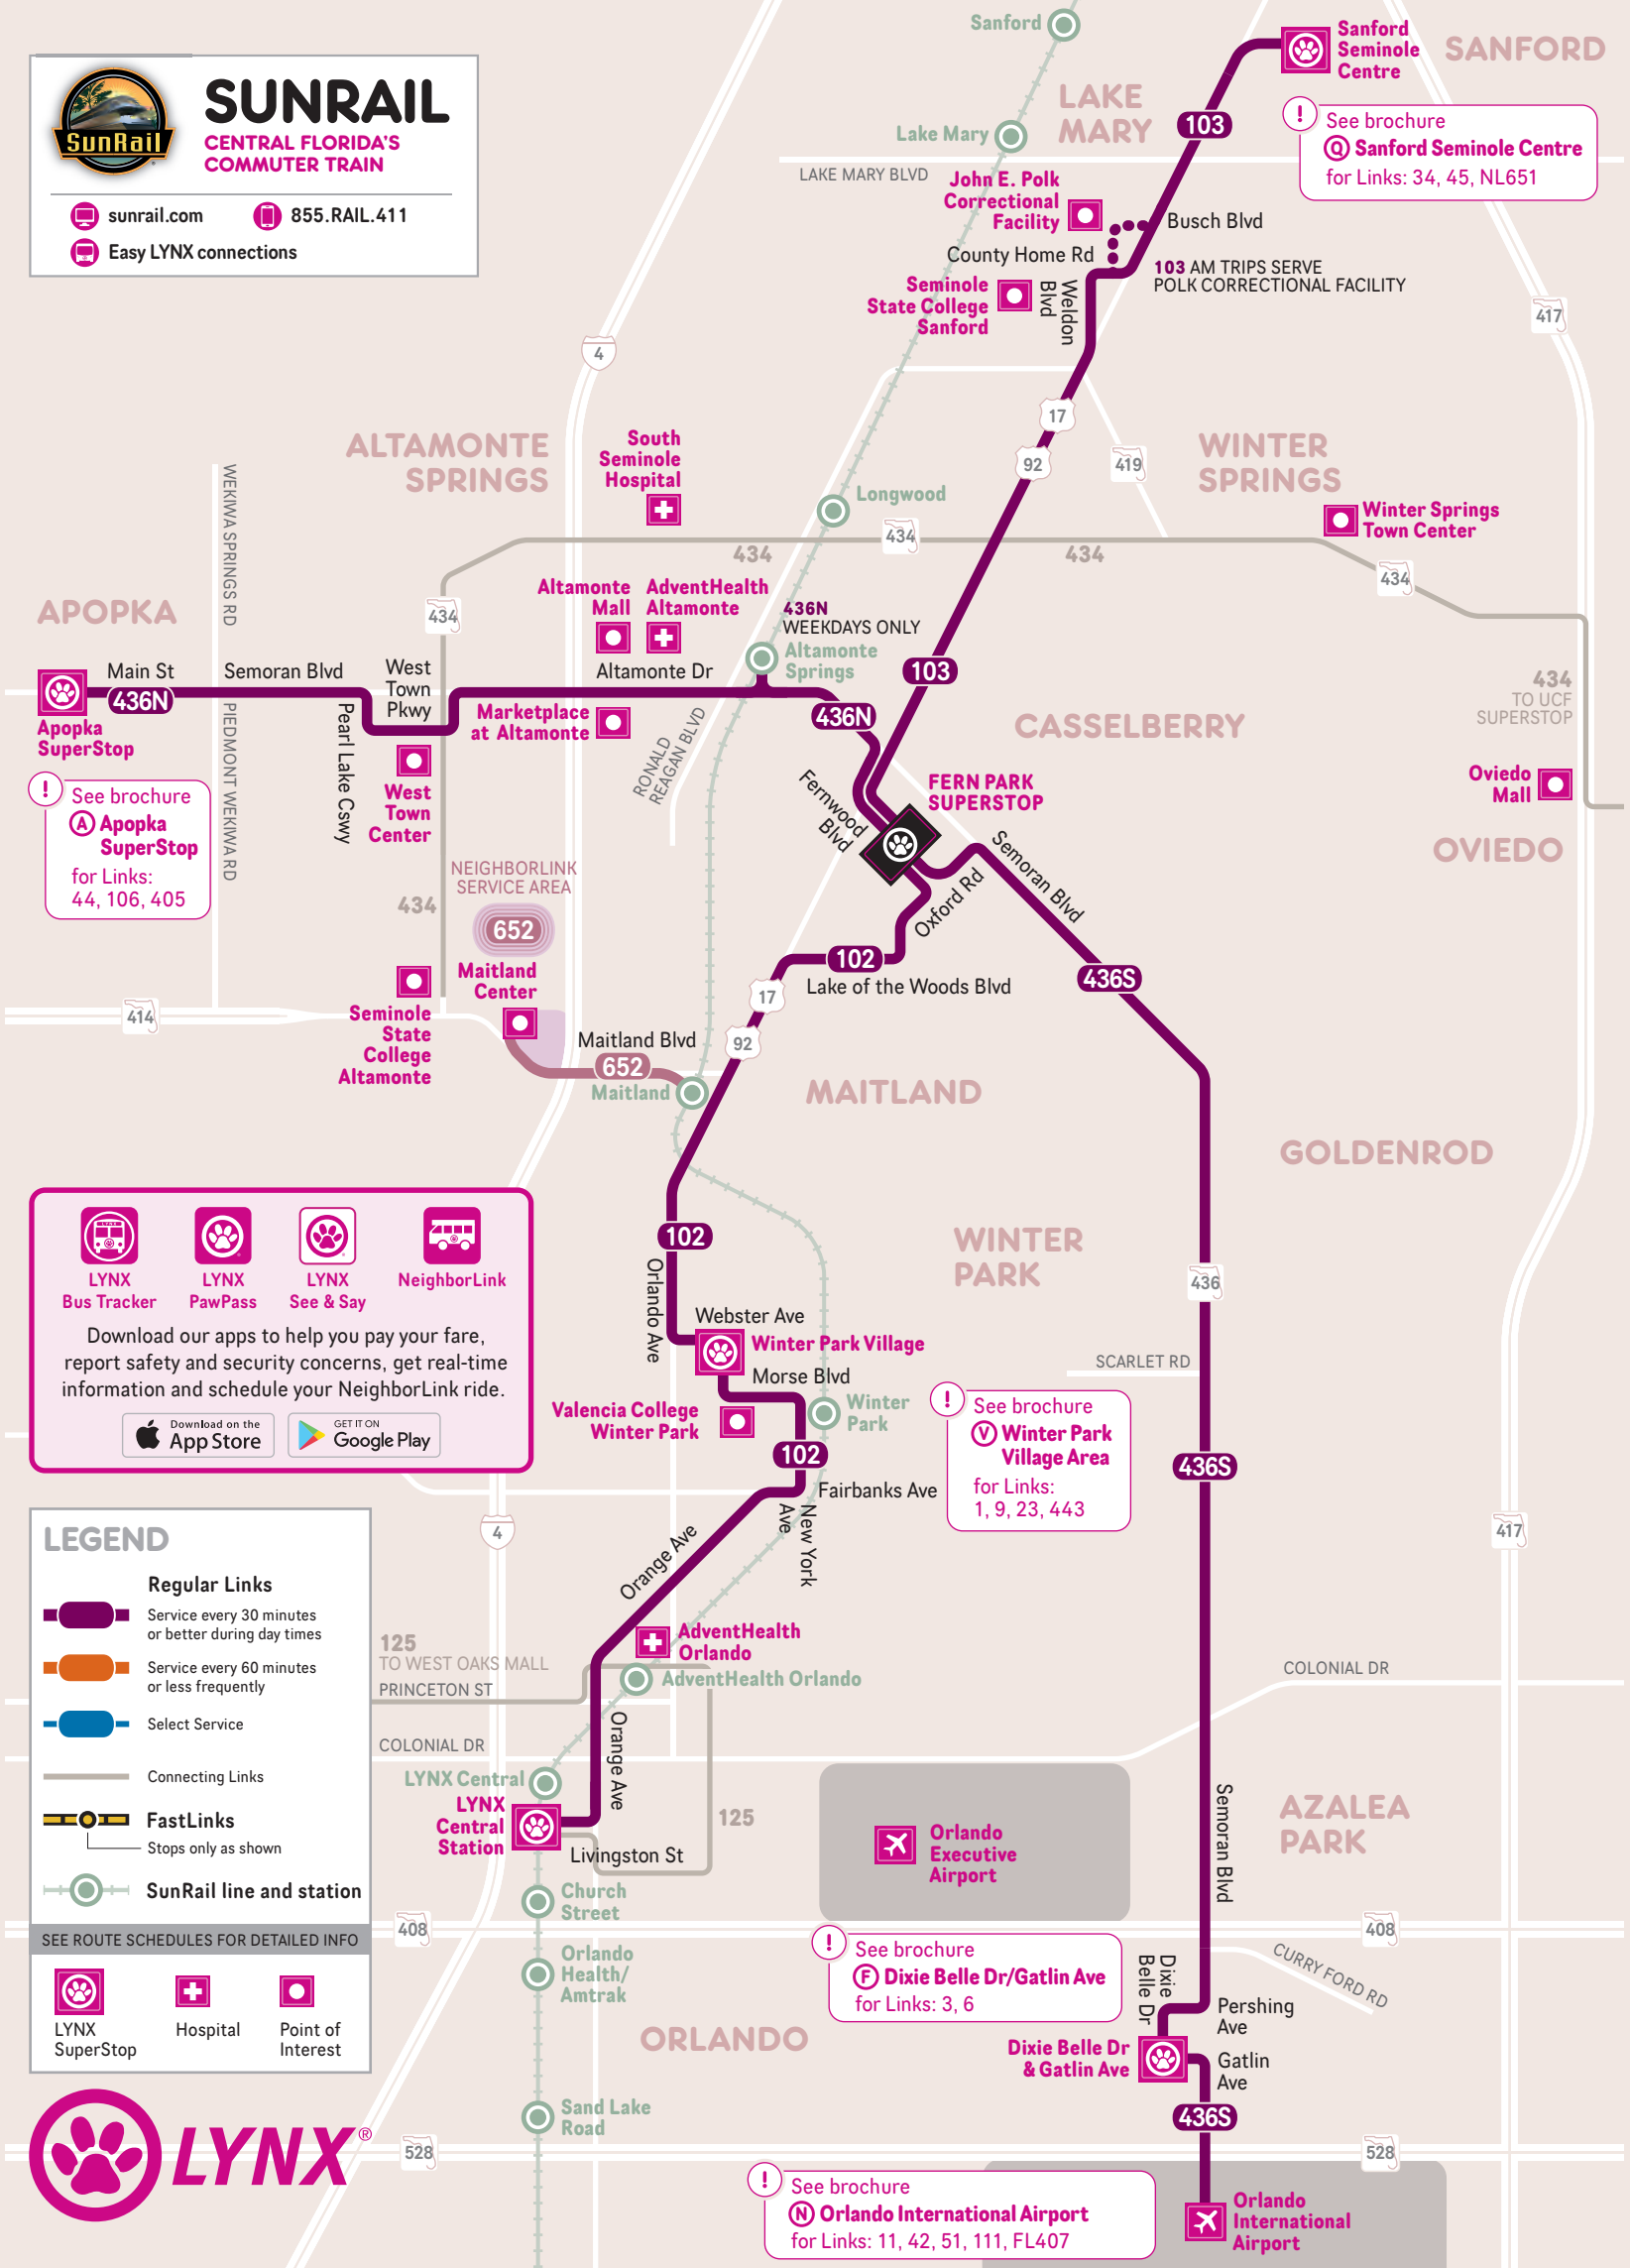 SunRail
SUNRAIL
CENTRAL FLORIDA'S
COMMUTER TRAIN
sunrail.com
855.RAIL.411
Easy LYNX connections
Sanford
Sanford
Seminole
Centre
SANFORD
LAKE
MARY
Lake Mary
103
LAKE MARY BLVD
!
See brochure
Q Sanford Seminole Centre
for Links: 34, 45, NL651
John E. Polk
Correctional
Facility
Busch Blvd
County Home Rd
103 AM TRIPS SERVE
POLK CORRECTIONAL FACILITY
Seminole
State College
Sanford
Weldon
Blvd
417
4
17
92
419
ALTAMONTE
SPRINGS
South
Seminole
Hospital
WINTER
SPRINGS
Longwood
Winter Springs
Town Center
WEKIWA SPRINGS RD
434
434
434
434
434
Altamonte
Mall
AdventHealth
Altamonte
436N
WEEKDAYS ONLY
Altamonte
Springs
APOPKA
Main St
436N
Semoran Blvd
West
Town
Pkwy
Altamonte Dr
103
436N
Apopka
SuperStop
Pearl Lake Cswy
PIEDMONT WEKIWA RD
Marketplace
at Altamonte
RONALD
REAGAN BLVD
CASSELBERRY
434
TO UCF
SUPERSTOP
Oviedo
Mall
OVIEDO
!
See brochure
A Apopka
SuperStop
for Links:
44, 106, 405
West
Town
Center
434
Fernwood
Blvd
FERN PARK
SUPERSTOP
Semoran Blvd
Oxford Rd
NEIGHBORLINK
SERVICE AREA
652
102
Lake of the Woods Blvd
436S
414
Seminole
State
College
Altamonte
Maitland
Center
Maitland Blvd
652
Maitland
17
92
MAITLAND
GOLDENROD
LYNX
Bus Tracker
LYNX
PawPass
LYNX
See & Say
NeighborLink
Download our apps to help you pay your fare,
report safety and security concerns, get real-time
information and schedule your NeighborLink ride.
Download on the
App Store
GET IT ON
Google Play
102
Orlando Ave
WINTER
PARK
436
Webster Ave
Winter Park Village
Morse Blvd
SCARLET RD
Valencia College
Winter Park
Winter
Park
!
See brochure
V Winter Park
Village Area
for Links:
1, 9, 23, 443
102
436S
Fairbanks Ave
New York
Ave
Orange Ave
4
417
LEGEND
Regular Links
Service every 30 minutes
or better during day times
Service every 60 minutes
or less frequently
Select Service
Connecting Links
FastLinks
Stops only as shown
SunRail line and station
SEE ROUTE SCHEDULES FOR DETAILED INFO
LYNX
SuperStop
Hospital
Point of
Interest
125
TO WEST OAKS MALL
PRINCETON ST
AdventHealth
Orlando
AdventHealth Orlando
COLONIAL DR
COLONIAL DR
Orange Ave
LYNX Central
LYNX
Central
Station
125
Livingston St
Orlando
Executive
Airport
Semoran Blvd
AZALEA
PARK
Church
Street
408
408
Orlando
Health/
Amtrak
!
See brochure
F Dixie Belle Dr/Gatlin Ave
for Links: 3, 6
Dixie
Belle Dr
CURRY FORD RD
Pershing
Ave
ORLANDO
Dixie Belle Dr
& Gatlin Ave
Gatlin
Ave
436S
Sand Lake
Road
528
528
LYNX®
!
See brochure
N Orlando International Airport
for Links: 11, 42, 51, 111, FL407
Orlando
International
Airport